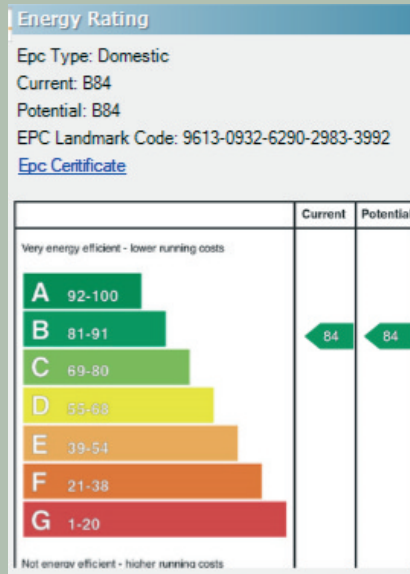 Energy Rating
Epc Type: Domestic
Current: B84
Potential: B84
EPC Landmark Code: 9613-0932-6290-2983-3992
Epc Ceritificate
Current Potential
Very energy efficient - lower running costs
A 92-100
B 81-91 84 84
C 69-80
D 55-68
E 39-54
F 21-38
G 1-20
Not energy efficient - higher running costs